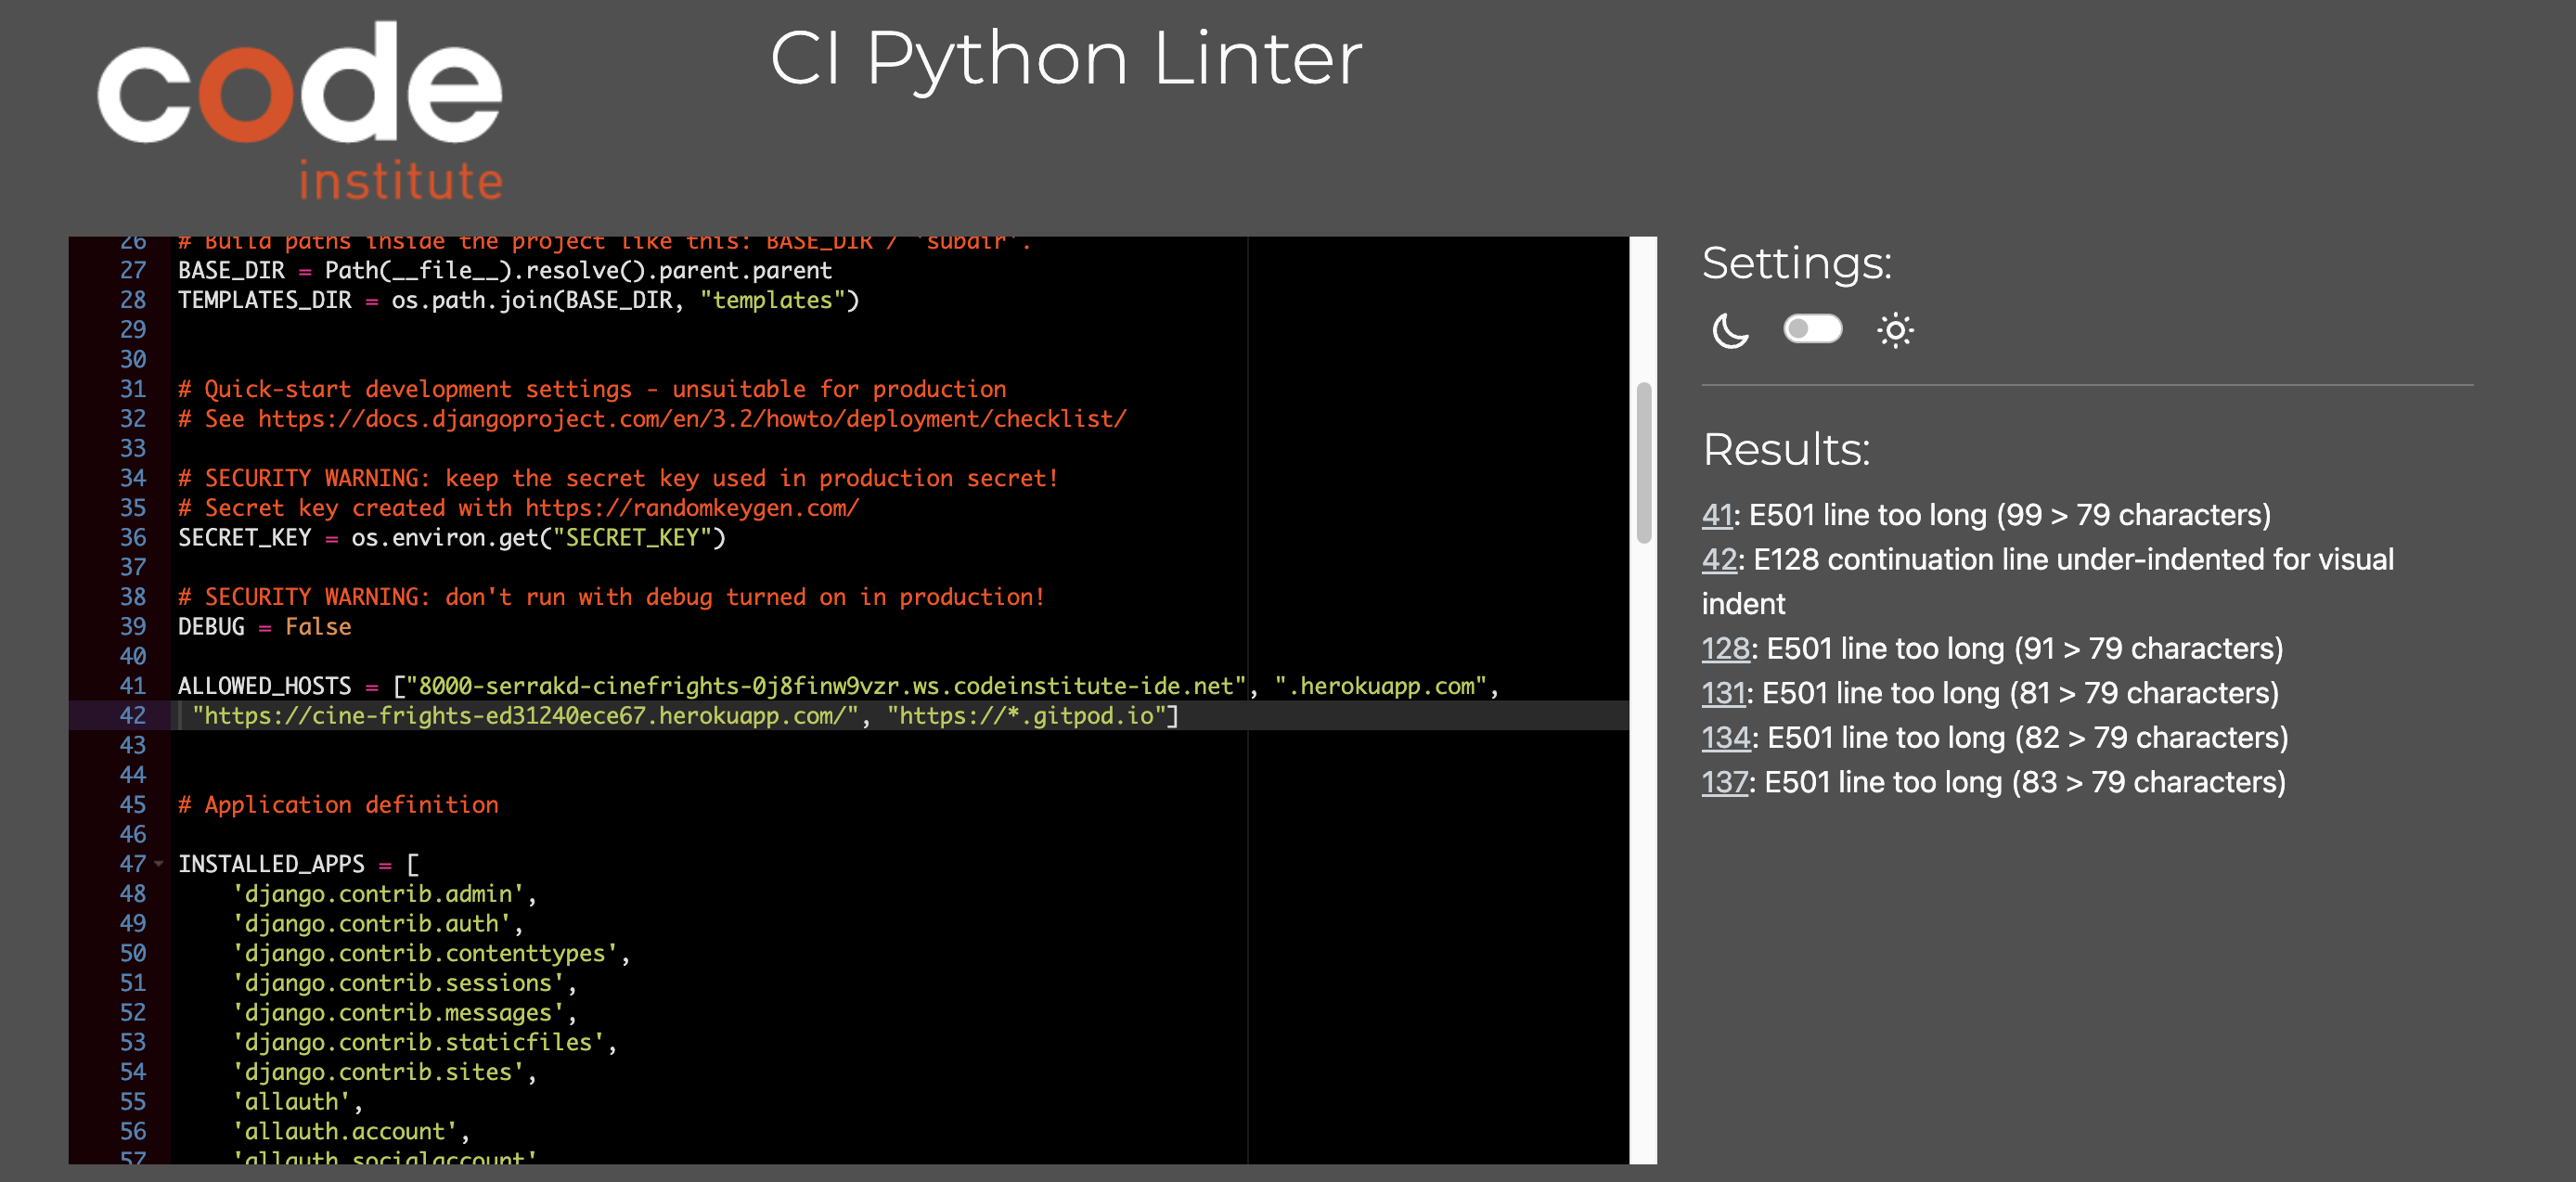 code
institute
CI Python Linter
26 # Build paths inside the project like this: BASE_DIR / 'subdir'.
27 BASE_DIR = Path(__file__).resolve().parent.parent
28 TEMPLATES_DIR = os.path.join(BASE_DIR, "templates")
29
30
31 # Quick-start development settings - unsuitable for production
32 # See https://docs.djangoproject.com/en/3.2/howto/deployment/checklist/
33
34 # SECURITY WARNING: keep the secret key used in production secret!
35 # Secret key created with https://randomkeygen.com/
36 SECRET_KEY = os.environ.get("SECRET_KEY")
37
38 # SECURITY WARNING: don't run with debug turned on in production!
39 DEBUG = False
40
41 ALLOWED_HOSTS = ["8000-serrakd-cinefrights-0j8finw9vzr.ws.codeinstitute-ide.net", ".herokuapp.com",
42  "https://cine-frights-ed31240ece67.herokuapp.com/", "https://*.gitpod.io"]
43
44
45 # Application definition
46
47 INSTALLED_APPS = [
48     'django.contrib.admin',
49     'django.contrib.auth',
50     'django.contrib.contenttypes',
51     'django.contrib.sessions',
52     'django.contrib.messages',
53     'django.contrib.staticfiles',
54     'django.contrib.sites',
55     'allauth',
56     'allauth.account',
57     'allauth.socialaccount'
Settings:
Results:
41: E501 line too long (99 > 79 characters)
42: E128 continuation line under-indented for visual
indent
128: E501 line too long (91 > 79 characters)
131: E501 line too long (81 > 79 characters)
134: E501 line too long (82 > 79 characters)
137: E501 line too long (83 > 79 characters)